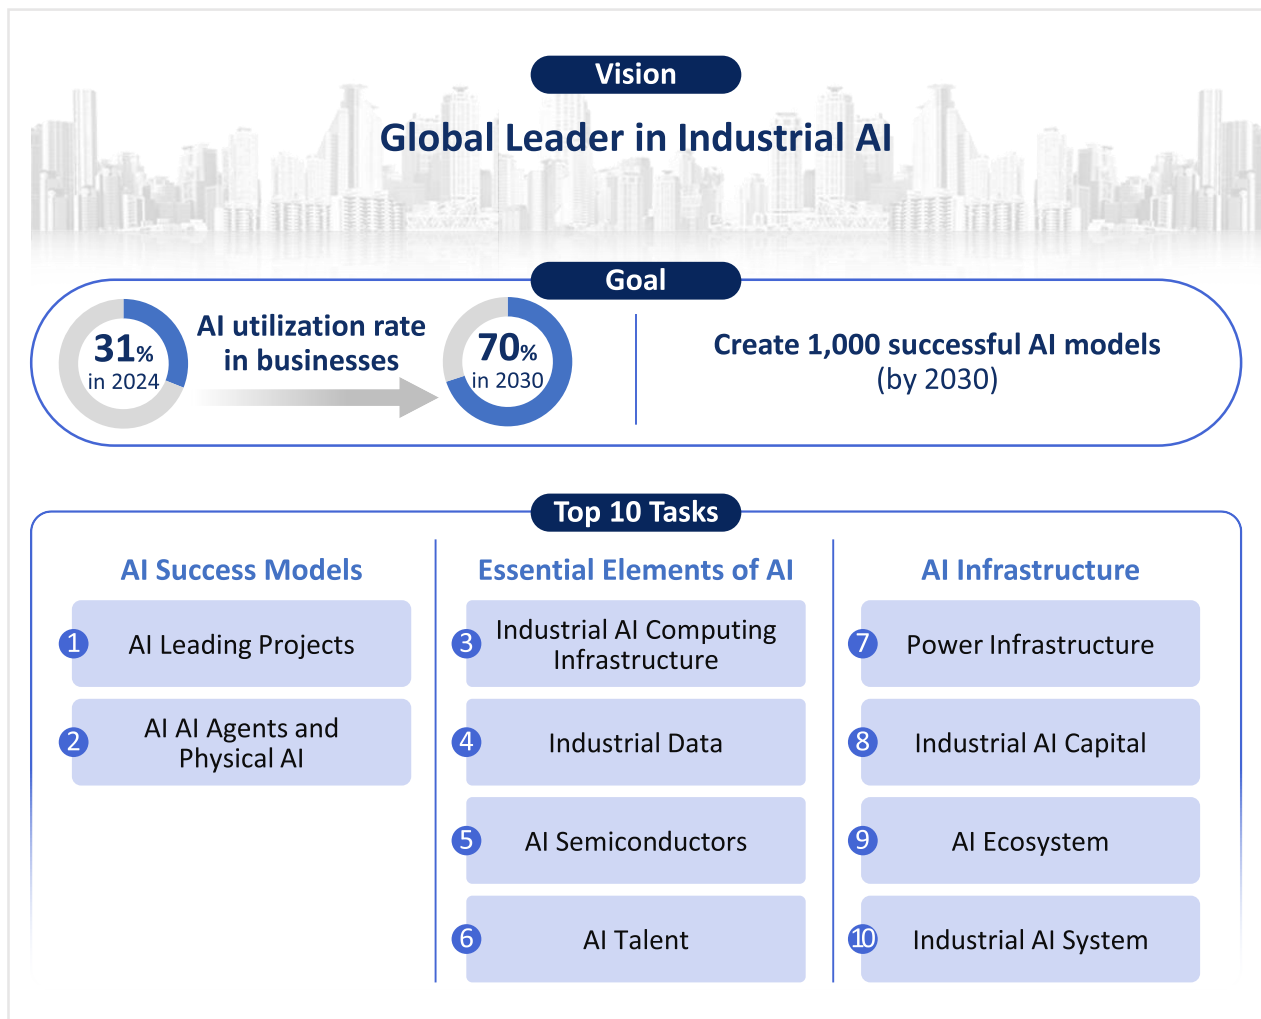 Vision
Global Leader in Industrial AI
Goal
31%
in 2024
AI utilization rate
in businesses
70%
in 2030
Create 1,000 successful AI models
(by 2030)
Top 10 Tasks
AI Success Models
1
AI Leading Projects
2
AI AI Agents and
Physical AI
Essential Elements of AI
3
Industrial AI Computing
Infrastructure
4
Industrial Data
5
AI Semiconductors
6
AI Talent
AI Infrastructure
7
Power Infrastructure
8
Industrial AI Capital
9
AI Ecosystem
10
Industrial AI System